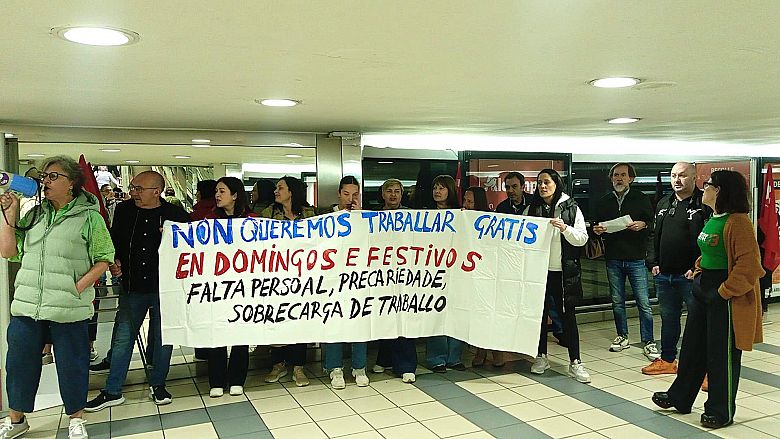 NON QUEREMOS TRABALLAR GRATIS
EN DOMINGOS E FESTIVOS
FALTA PERSOAL, PRECARIEDADE,
SOBRECARGA DE TRABALLO